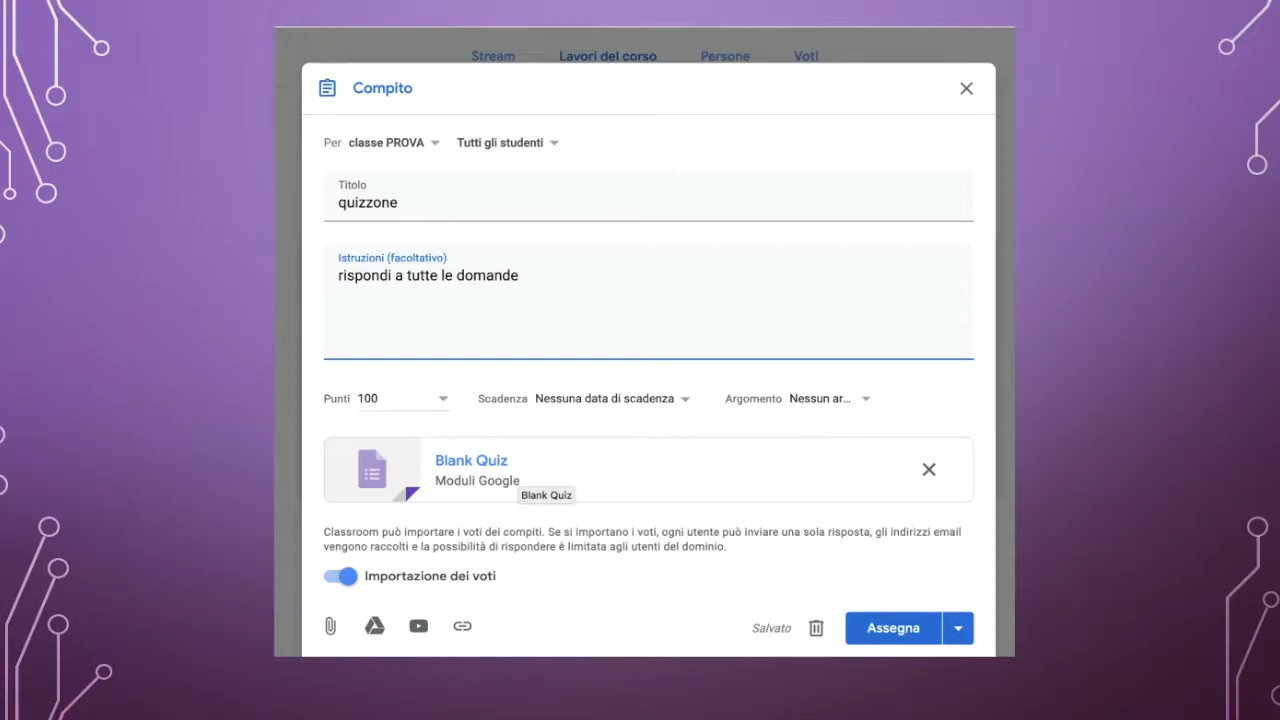 Stream Lavori del corso Persone Voti
Compito
Per classe PROVA Tutti gli studenti
Titolo
quizzone
Istruzioni (facoltativo)
rispondi a tutte le domande
Punti 100 Scadenza Nessuna data di scadenza Argomento Nessun ar...
Blank Quiz
Moduli Google
Blank Quiz
Classroom può importare i voti dei compiti. Se si importano i voti, ogni utente può inviare una sola risposta, gli indirizzi email
vengono raccolti e la possibilità di rispondere è limitata agli utenti del dominio.
Importazione dei voti
Salvato Assegna